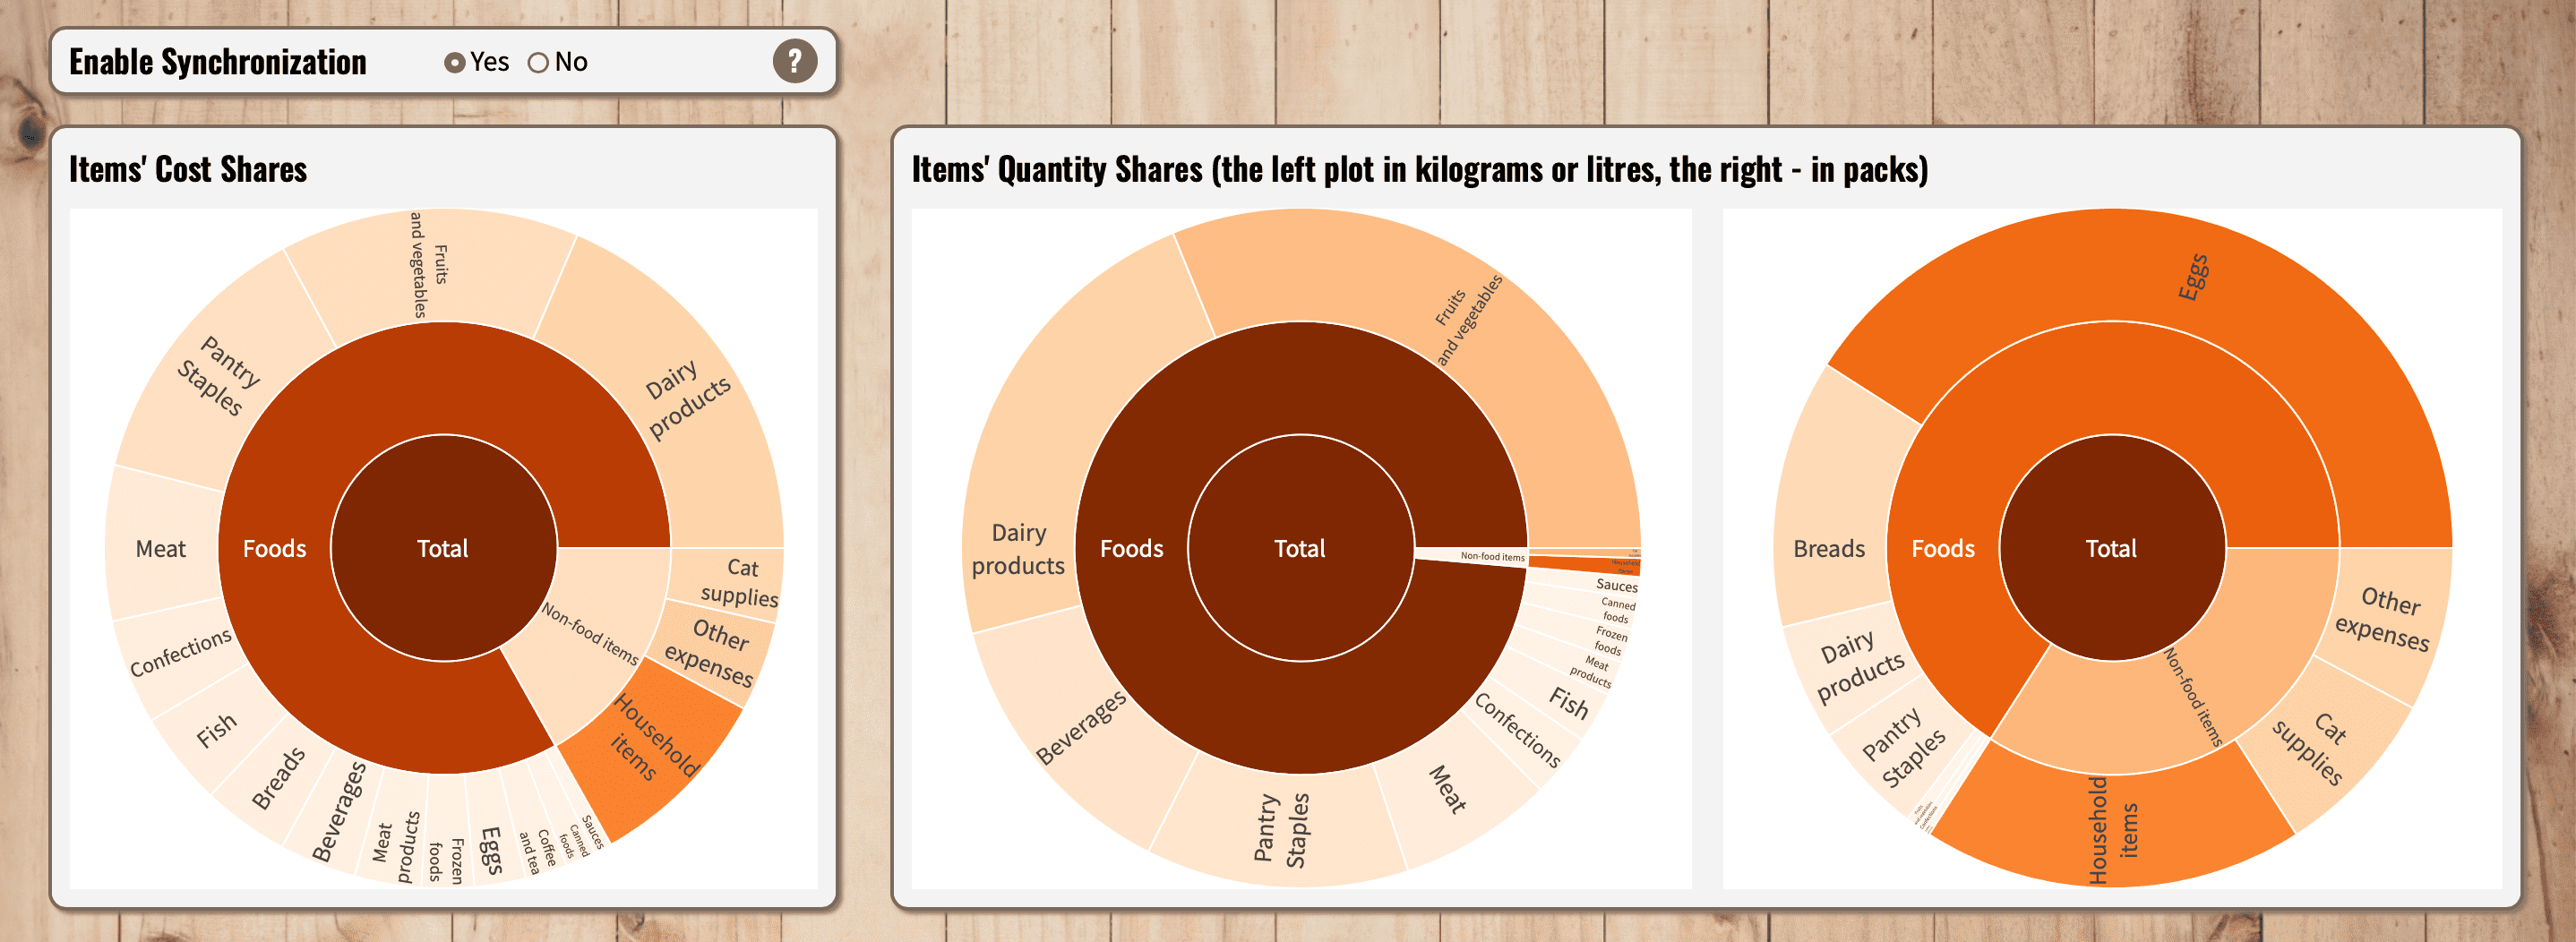 Enable Synchronization
Yes
No
?
Items' Cost Shares
Fruits
and vegetables
Dairy
products
Pantry
Staples
Meat
Foods
Total
Cat
supplies
Non-food items
Other
expenses
Confections
Household
items
Fish
Breads
Beverages
Meat
products
Frozen
foods
Eggs
Coffee
and tea
Canned
foods
Sauces
Items' Quantity Shares (the left plot in kilograms or litres, the right - in packs)
Fruits
and vegetables
Dairy
products
Foods
Total
Non-food items
Sauces
Canned
foods
Frozen
foods
Meat
products
Fish
Confections
Beverages
Meat
Pantry
Staples
Eggs
Breads
Foods
Total
Other
expenses
Dairy
products
Non-food items
Pantry
Staples
Cat
supplies
Household
items